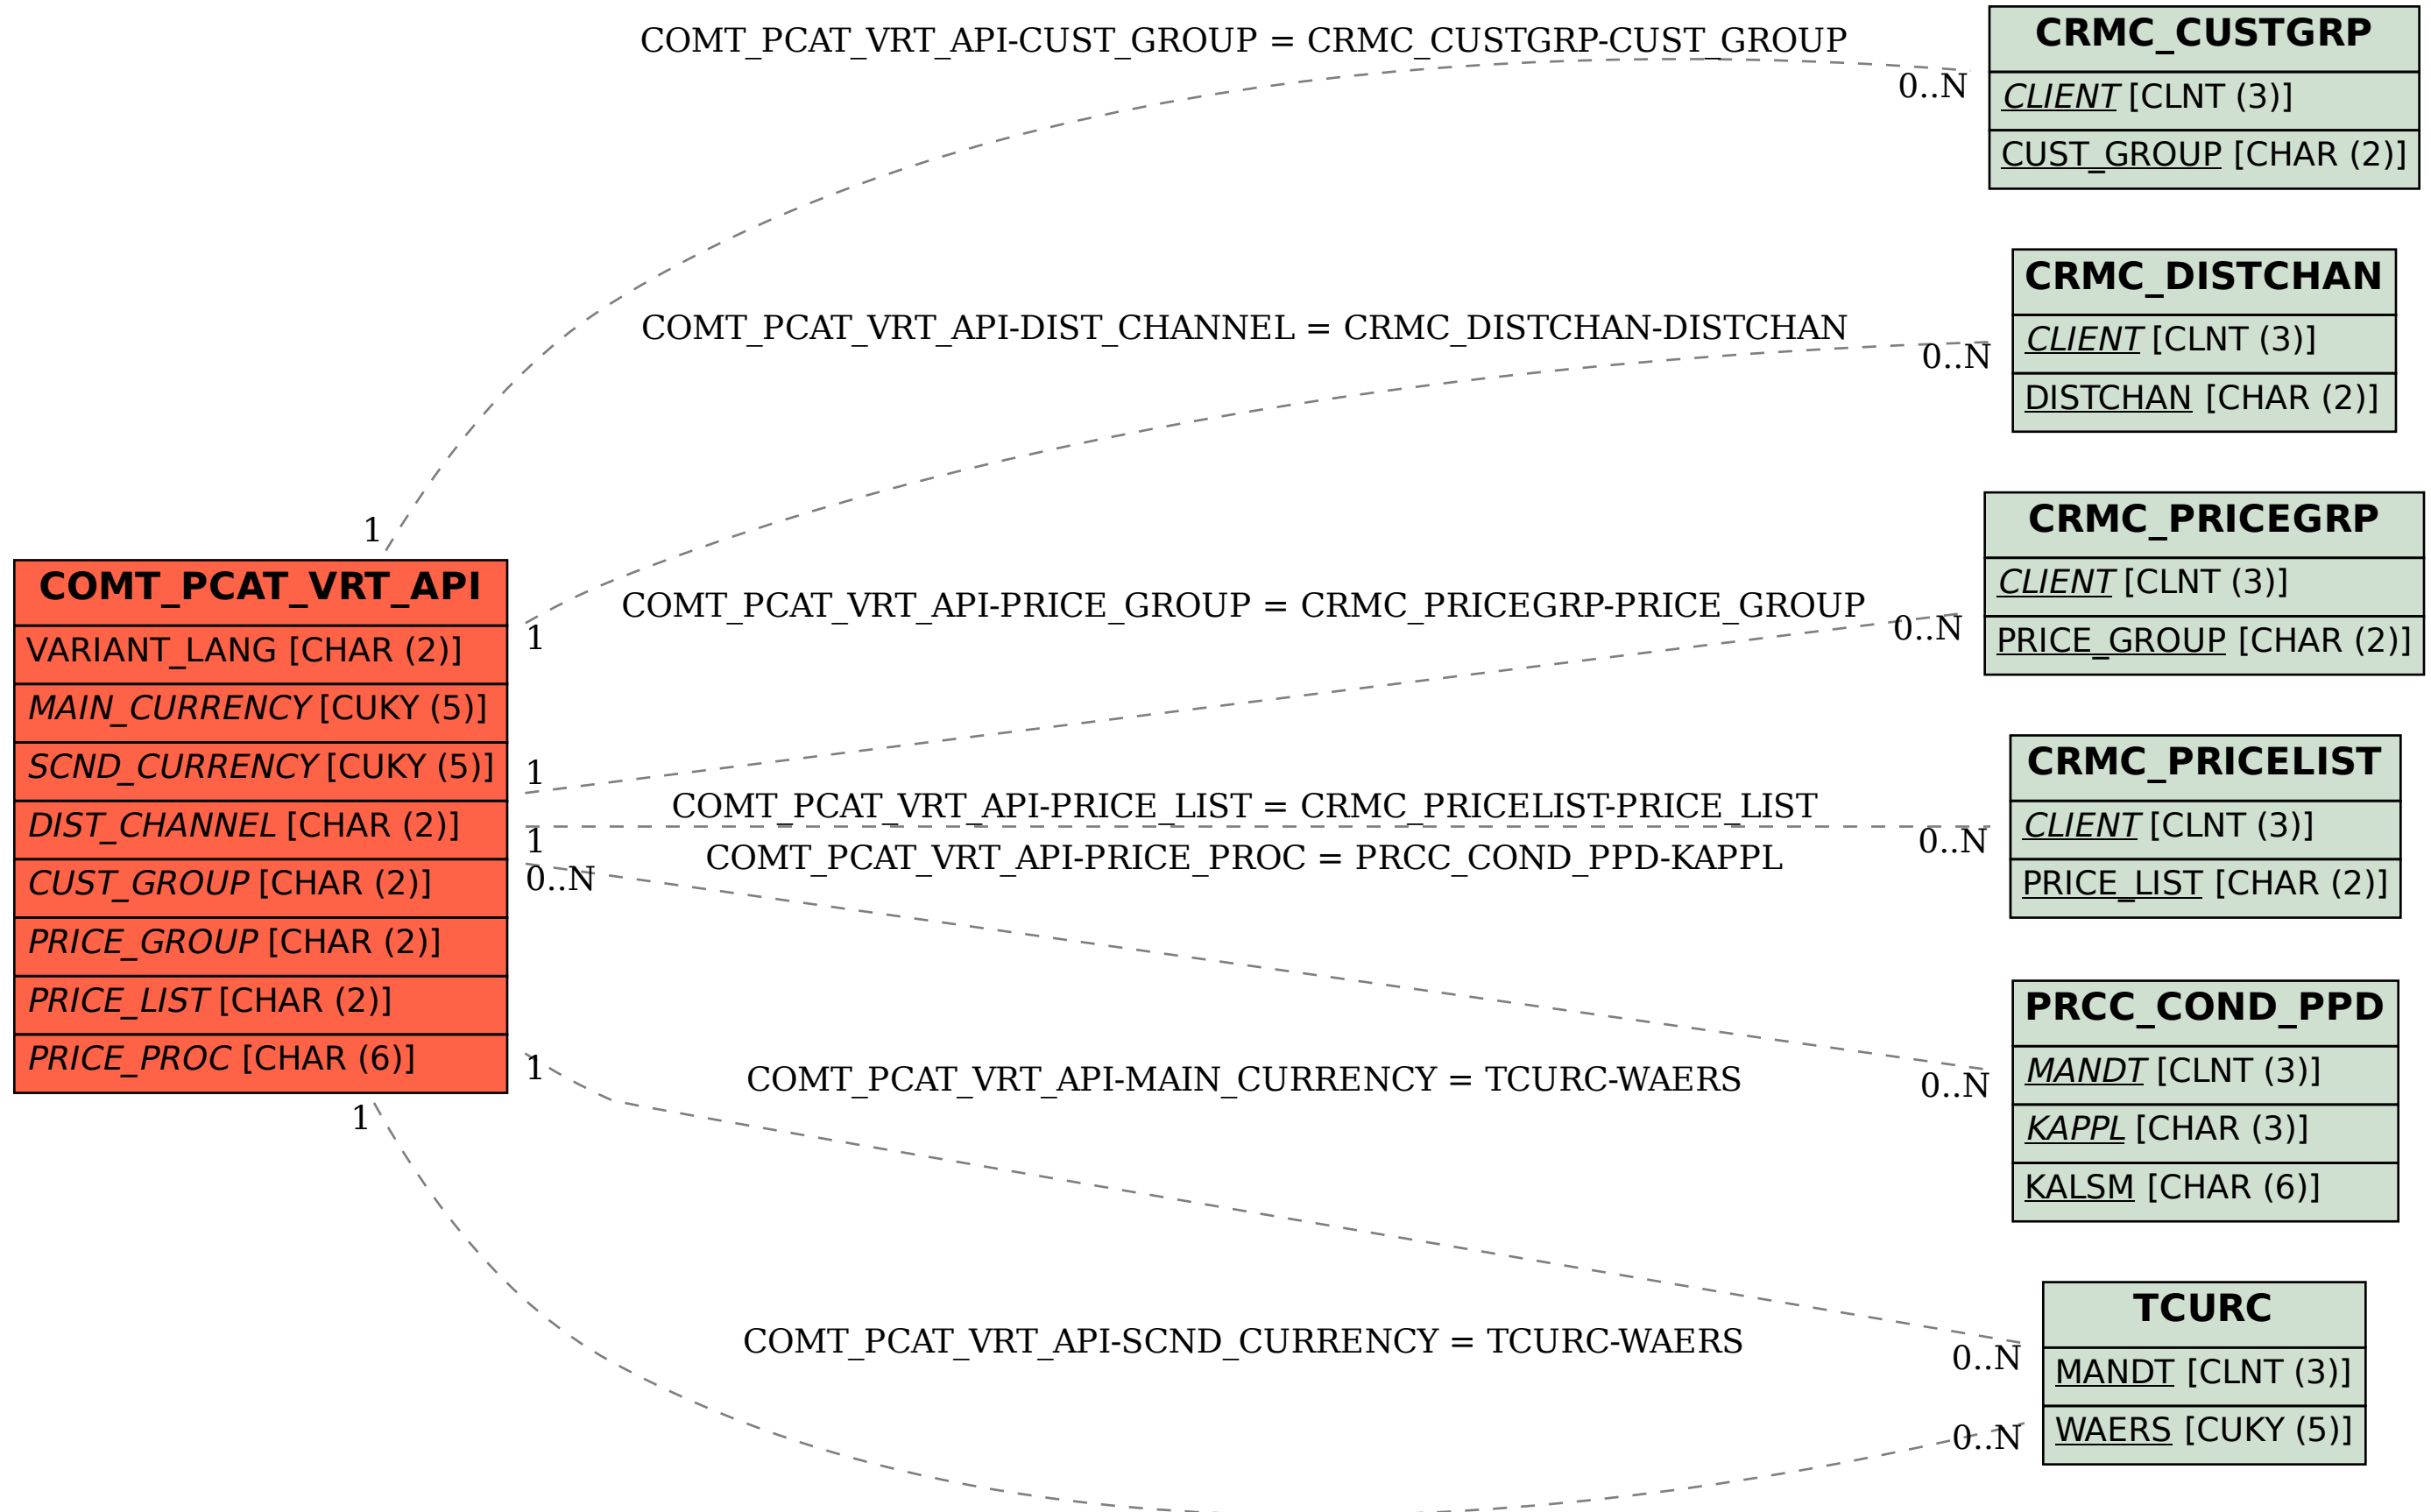 COMT_PCAT_VRT_API-CUST_GROUP = CRMC_CUSTGRP-CUST_GROUP
0..N
1
CRMC_CUSTGRP
CLIENT [CLNT (3)]
CUST_GROUP [CHAR (2)]
COMT_PCAT_VRT_API-DIST_CHANNEL = CRMC_DISTCHAN-DISTCHAN
0..N
1
CRMC_DISTCHAN
CLIENT [CLNT (3)]
DISTCHAN [CHAR (2)]
COMT_PCAT_VRT_API
VARIANT_LANG [CHAR (2)]
MAIN_CURRENCY [CUKY (5)]
SCND_CURRENCY [CUKY (5)]
DIST_CHANNEL [CHAR (2)]
CUST_GROUP [CHAR (2)]
PRICE_GROUP [CHAR (2)]
PRICE_LIST [CHAR (2)]
PRICE_PROC [CHAR (6)]
COMT_PCAT_VRT_API-PRICE_GROUP = CRMC_PRICEGRP-PRICE_GROUP
0..N
1
CRMC_PRICEGRP
CLIENT [CLNT (3)]
PRICE_GROUP [CHAR (2)]
COMT_PCAT_VRT_API-PRICE_LIST = CRMC_PRICELIST-PRICE_LIST
1
0..N
CRMC_PRICELIST
CLIENT [CLNT (3)]
PRICE_LIST [CHAR (2)]
COMT_PCAT_VRT_API-PRICE_PROC = PRCC_COND_PPD-KAPPL
0..N
0..N
PRCC_COND_PPD
MANDT [CLNT (3)]
KAPPL [CHAR (3)]
KALSM [CHAR (6)]
COMT_PCAT_VRT_API-MAIN_CURRENCY = TCURC-WAERS
1
0..N
COMT_PCAT_VRT_API-SCND_CURRENCY = TCURC-WAERS
1
0..N
TCURC
MANDT [CLNT (3)]
WAERS [CUKY (5)]